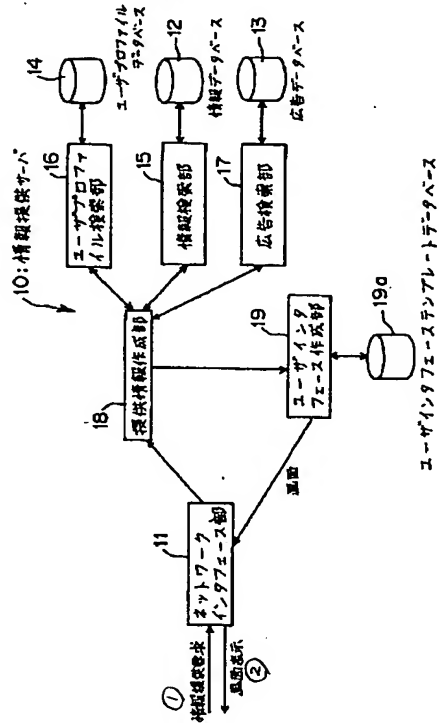 10:情報提供サーバ
14
ユーザプロファイル
データベース
12
情報データベース
13
広告データベース
16
ユーザープロファ
イル検索部
15
情報検索部
17
広告検索部
18
提供情報作成部
19
ユーザインタ
フェース作成部
19a
ユーザインタフェーステンプレートデータベース
画面
11
ネットワーク
インタフェース部
①
情報提供要求
画面表示
②